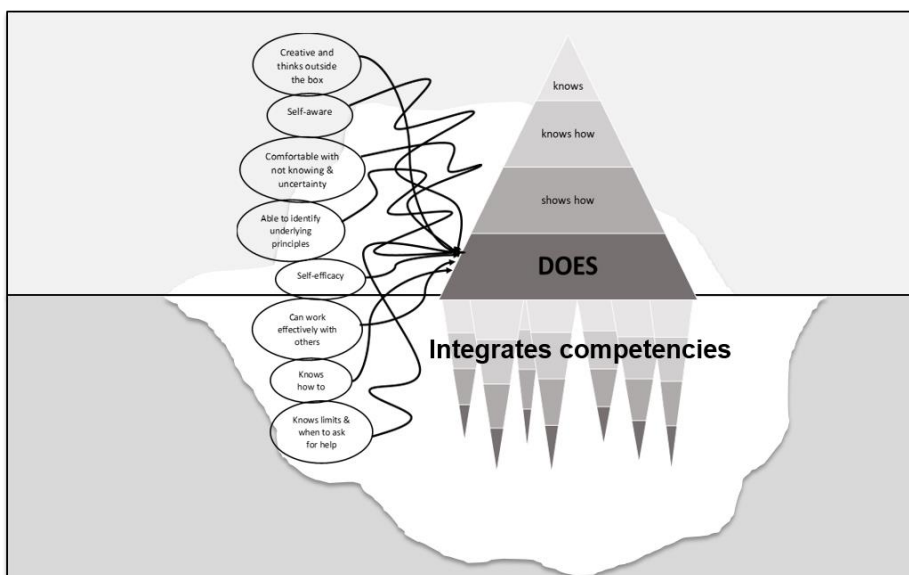 Creative and
thinks outside
the box
Self-aware
Comfortable with
not knowing &
uncertainty
Able to identify
underlying
principles
Self-efficacy
Can work
effectively with
others
Knows
how to
Knows limits &
when to ask
for help
knows
knows how
shows how
DOES
Integrates competencies